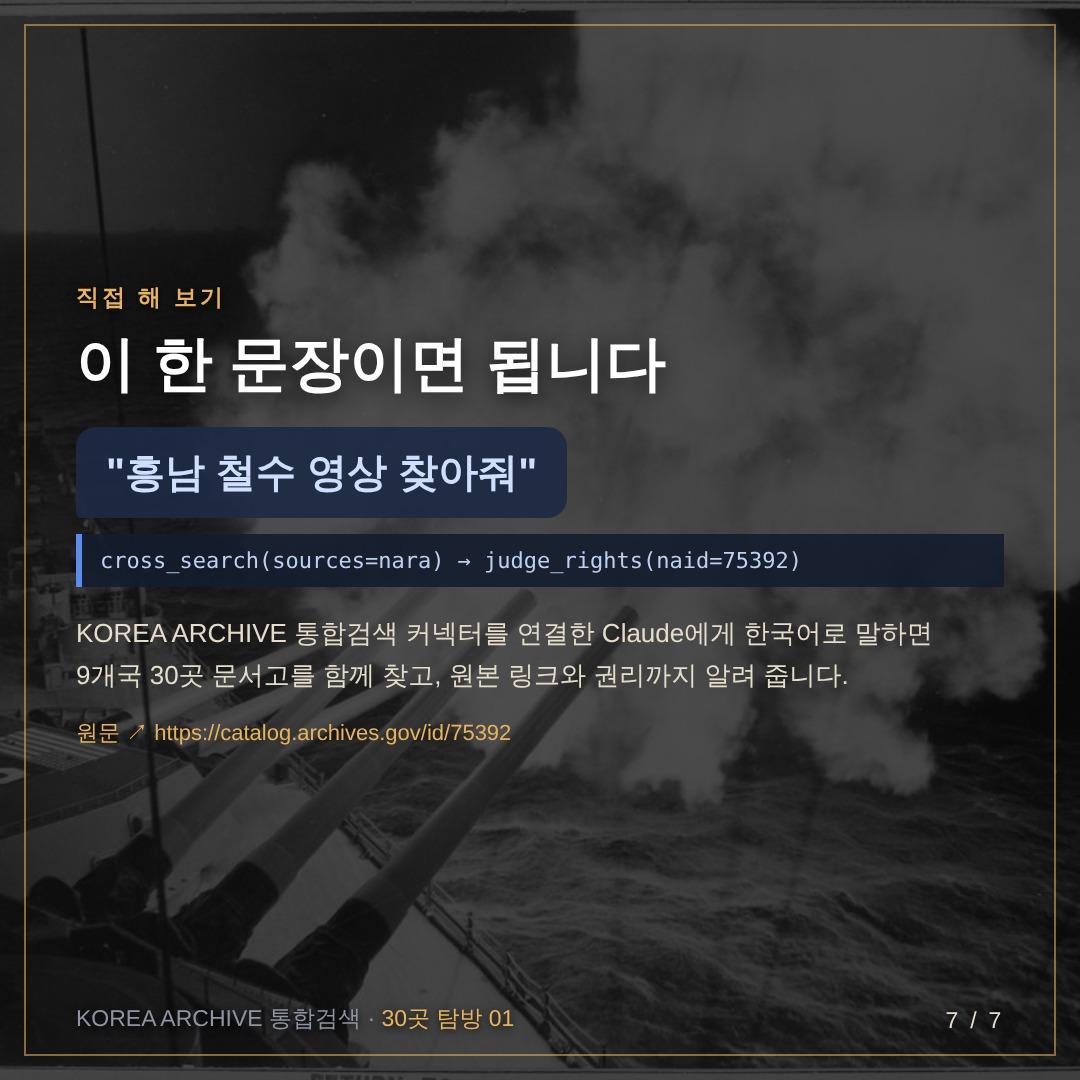 직접 해 보기
이 한 문장이면 됩니다
"흥남 철수 영상 찾아줘"
cross_search(sources=nara) → judge_rights(naid=75392)
KOREA ARCHIVE 통합검색 커넥터를 연결한 Claude에게 한국어로 말하면
9개국 30곳 문서고를 함께 찾고, 원본 링크와 권리까지 알려 줍니다.
원문 ↗ https://catalog.archives.gov/id/75392
KOREA ARCHIVE 통합검색 · 30곳 탐방 01
7 / 7